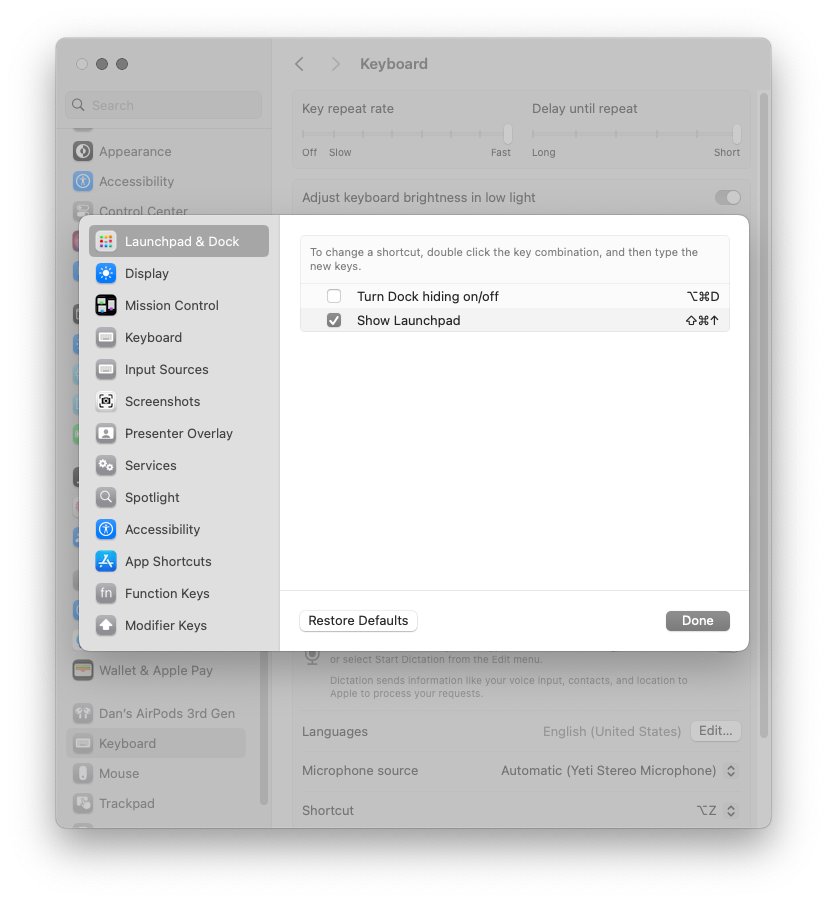 Keyboard
Search
Appearance
Accessibility
Control Center
Key repeat rate
Delay until repeat
Off Slow Fast
Long Short
Adjust keyboard brightness in low light
Launchpad & Dock
Display
Mission Control
Keyboard
Input Sources
Screenshots
Presenter Overlay
Services
Spotlight
Accessibility
App Shortcuts
fn Function Keys
Modifier Keys
To change a shortcut, double click the key combination, and then type the
new keys.
Turn Dock hiding on/off ⌥⌘D
Show Launchpad ⇧⌘↑
Restore Defaults
Done
Wallet & Apple Pay
Dan's AirPods 3rd Gen
Keyboard
Mouse
Trackpad
or select Start Dictation from the Edit menu.
Dictation sends information like your voice input, contacts, and location to
Apple to process your requests.
Languages English (United States) Edit...
Microphone source Automatic (Yeti Stereo Microphone)
Shortcut ⌥Z